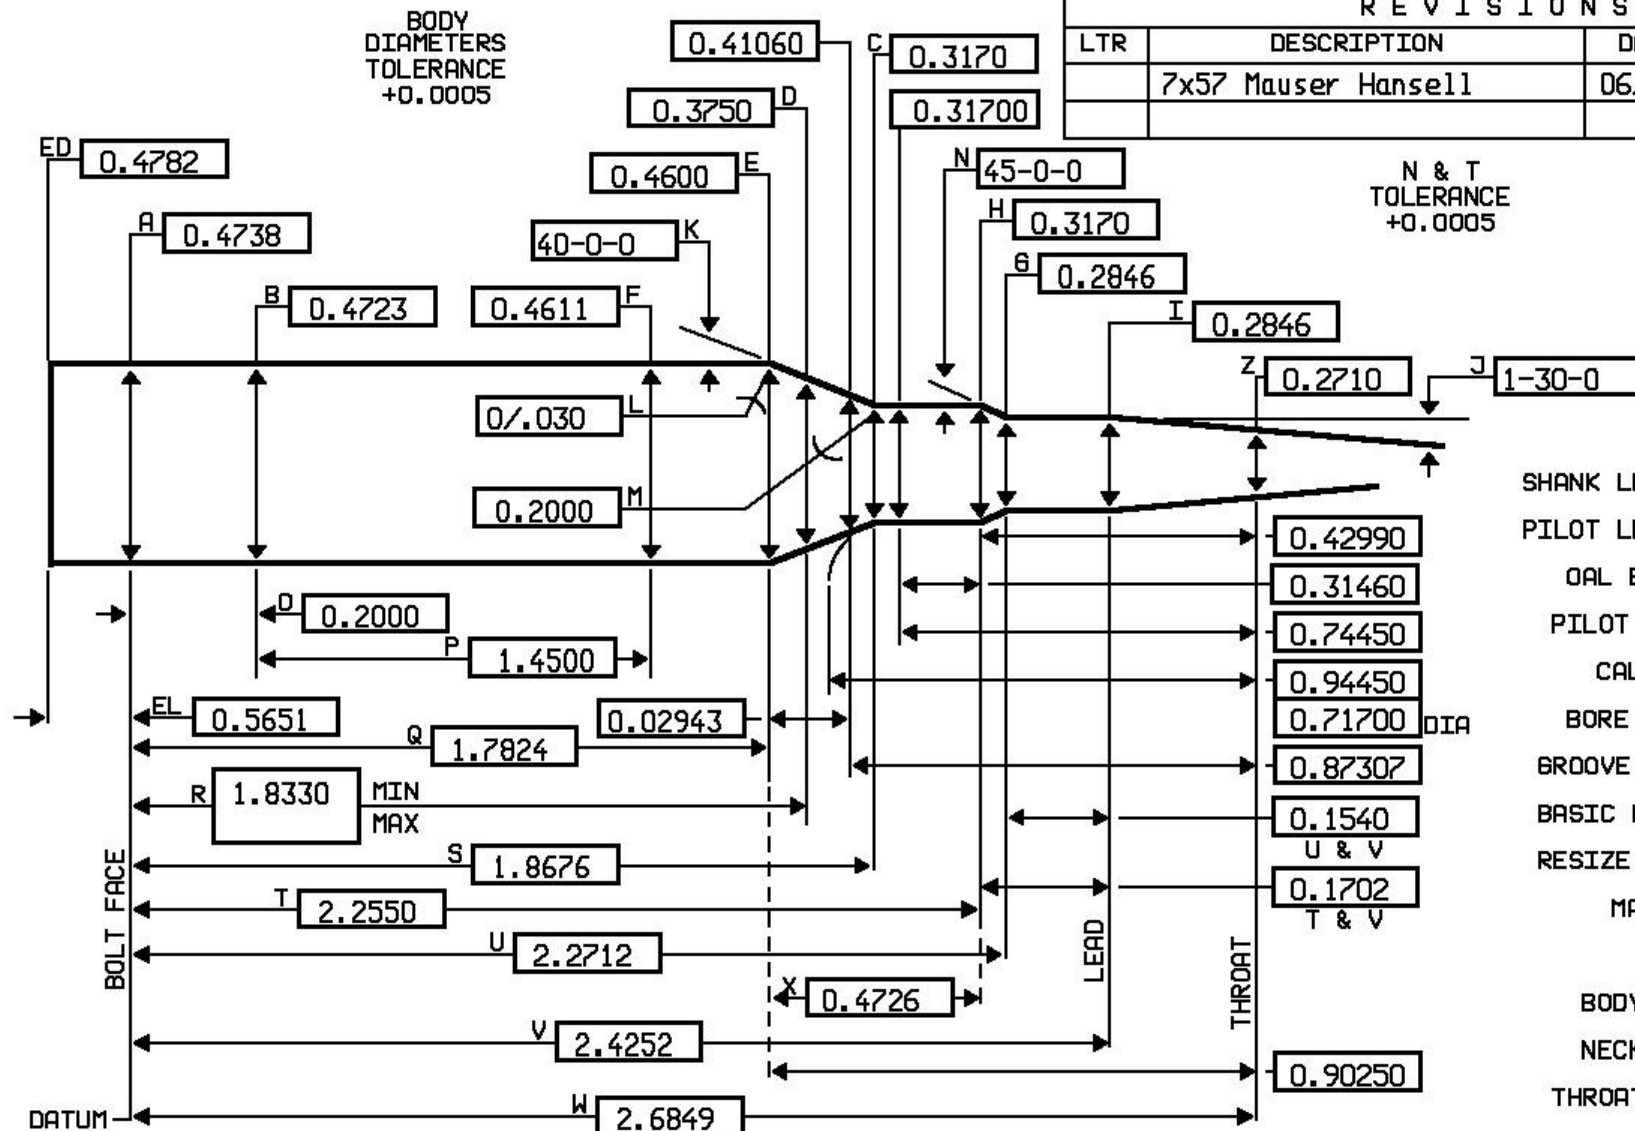 BODY
DIAMETERS
TOLERANCE
+0.0005
0.41060
C 0.3170
R E V I S I O N S
LTR DESCRIPTION
7x57 Mauser Hansell 06
0.3750 D
0.31700
ED 0.4782
0.4600 E
N 45-0-0
N & T
TOLERANCE
+0.0005
A 0.4738
40-0-0 K
H 0.3170
G 0.2846
B 0.4723
0.4611 F
I 0.2846
Z 0.2710
J 1-30-0
0/.030 L
0.2000 M
SHANK
0.42990
PILOT
0.31460
OAL
O 0.2000
0.74450
PILOT
P 1.4500
0.94450
EL 0.5651
0.02943
0.71700 DIA
BORE
Q 1.7824
0.87307
GROOVE
R 1.8330 MIN
MAX
0.1540
U & V
BASIC
S 1.8676
RESIZE
0.1702
T & V
T 2.2550
U 2.2712
BOLT FACE
LEAD
THROAT
X 0.4726
BODY
V 2.4252
NECK
0.90250
THROAT
DATUM
W 2.6849